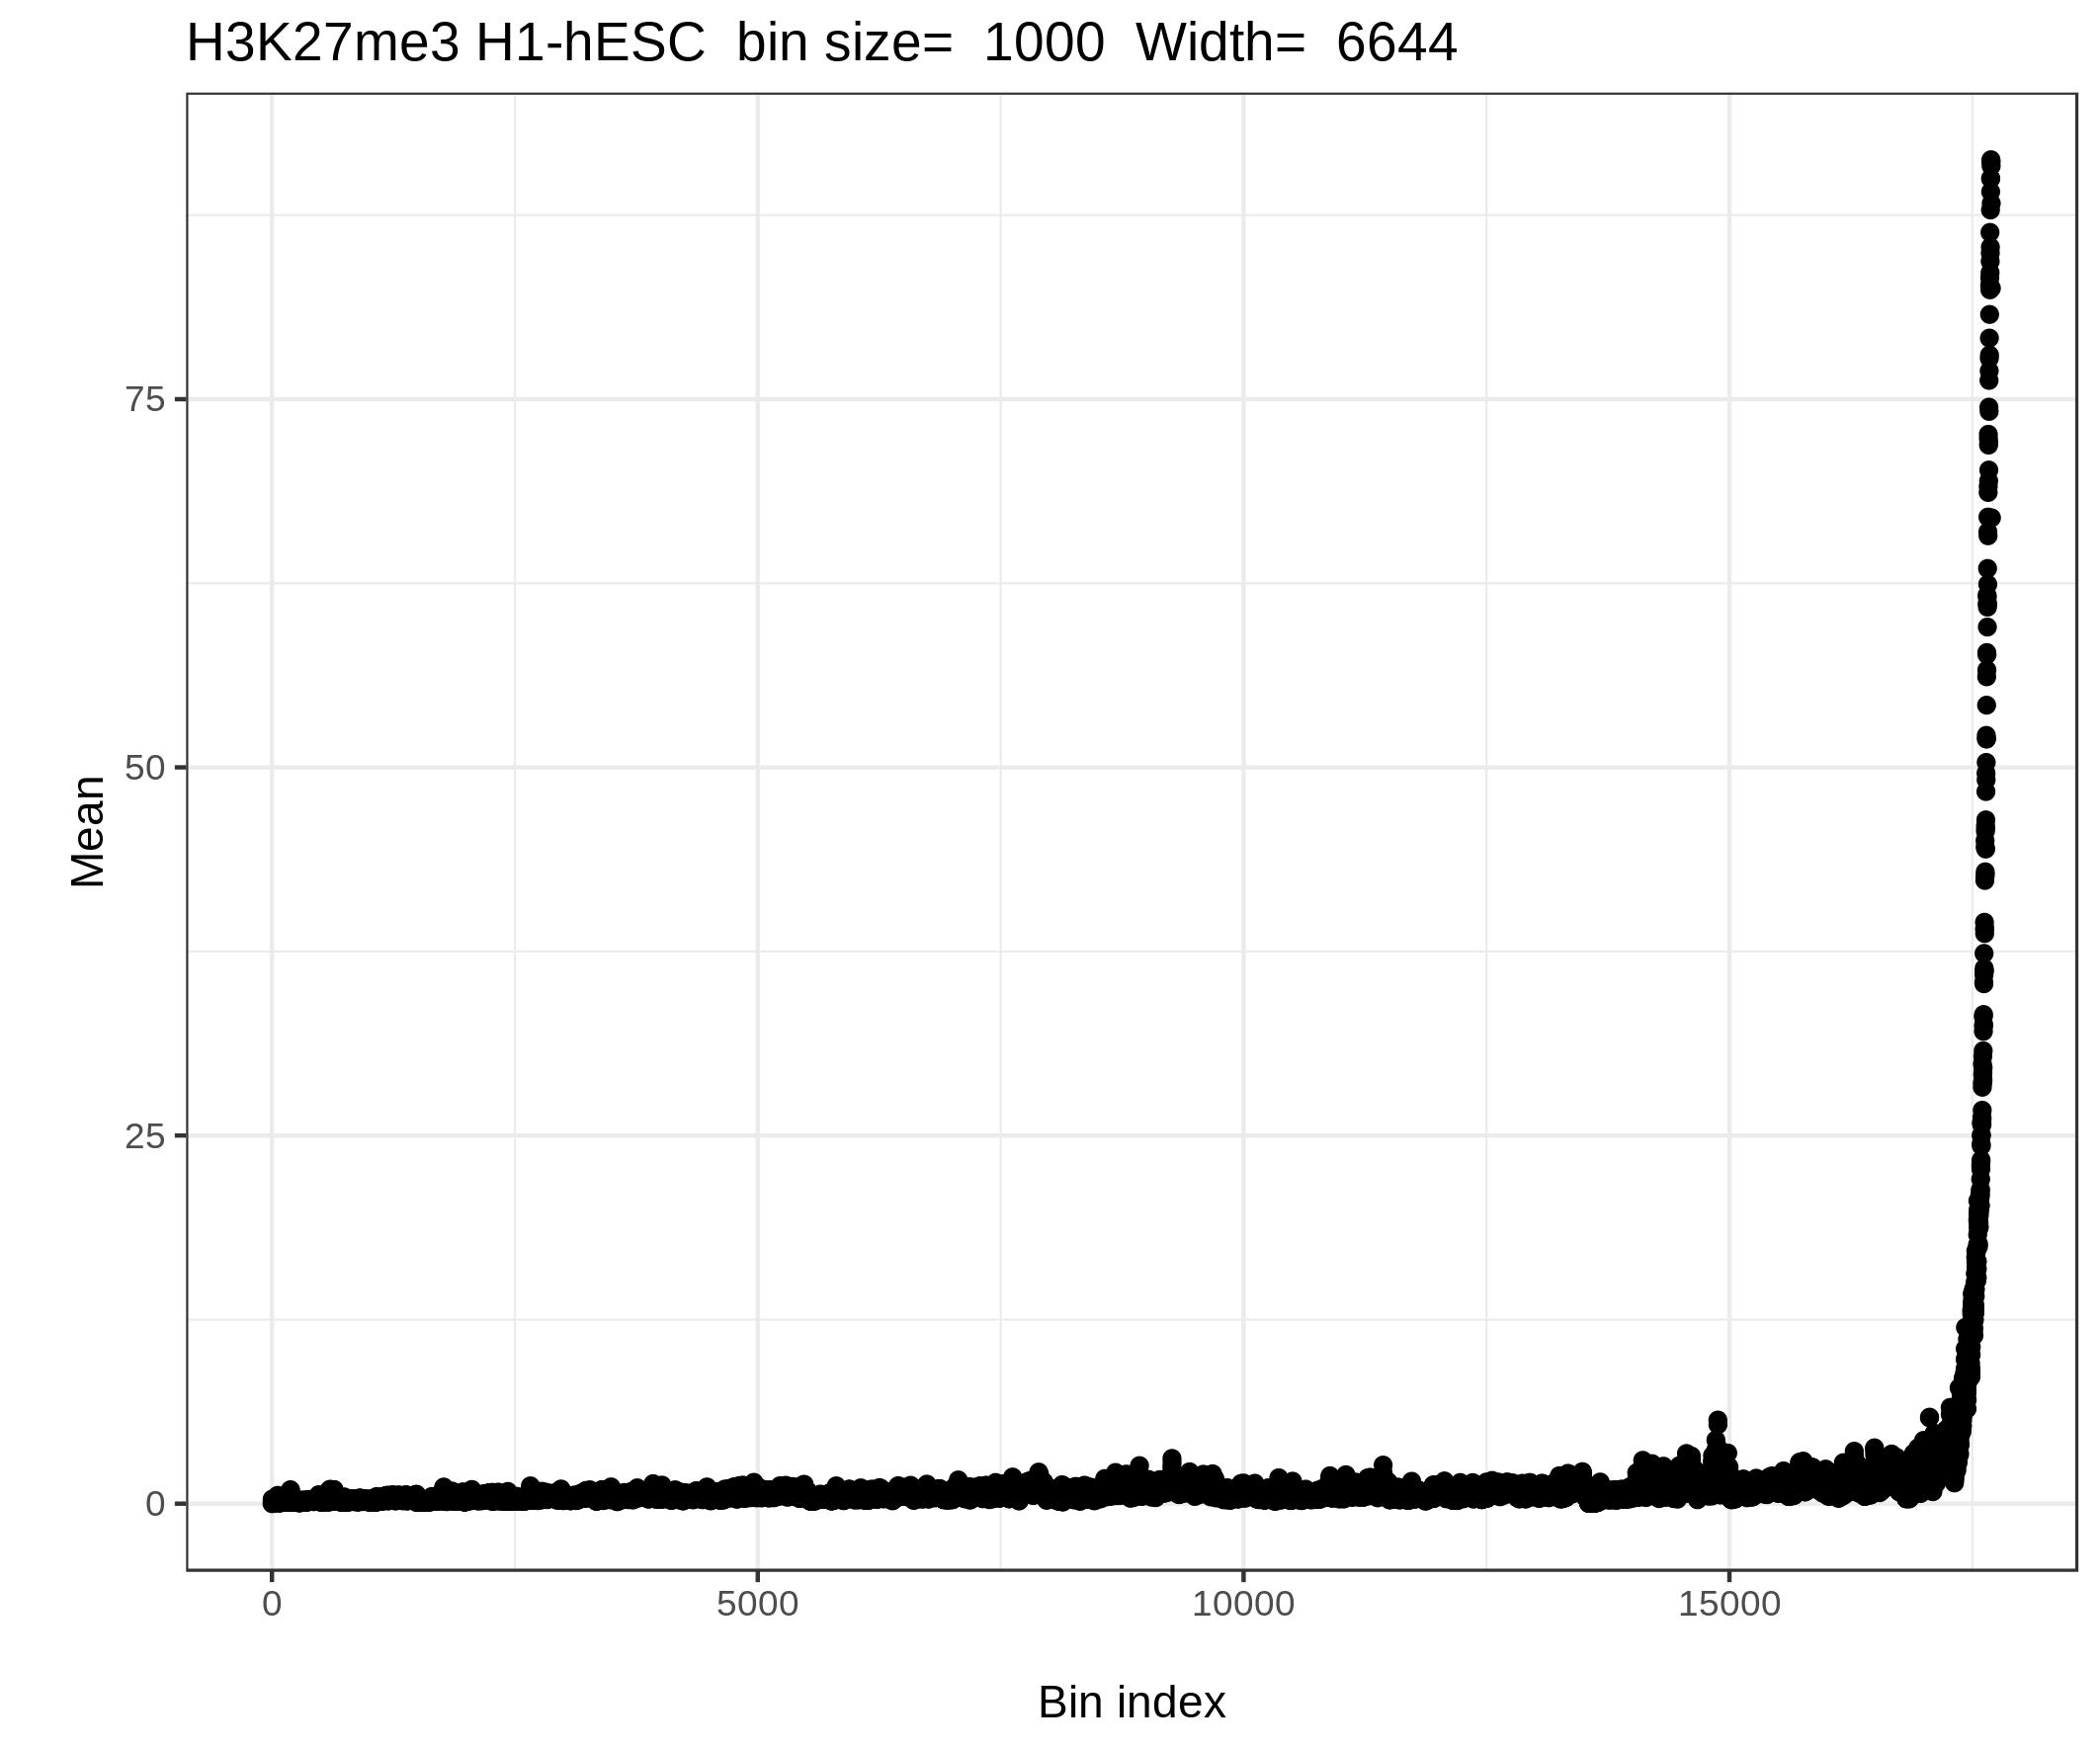 H3K27me3 H1-hESC  bin size=  1000  Width=  6644
75
50
25
0
Mean
0 5000 10000 15000
Bin index